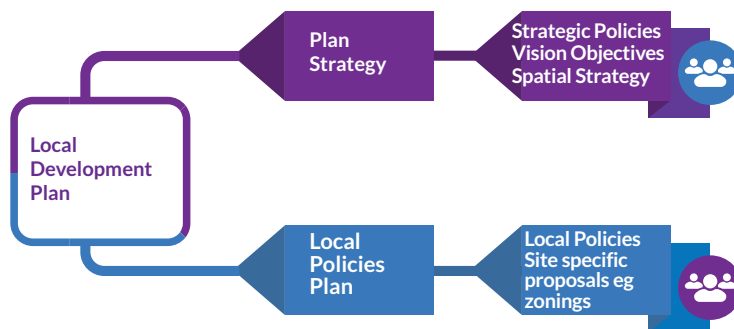 Local
Development
Plan
Plan
Strategy
Strategic Policies
Vision Objectives
Spatial Strategy
Local
Policies
Plan
Local Policies
Site specific
proposals eg
zonings